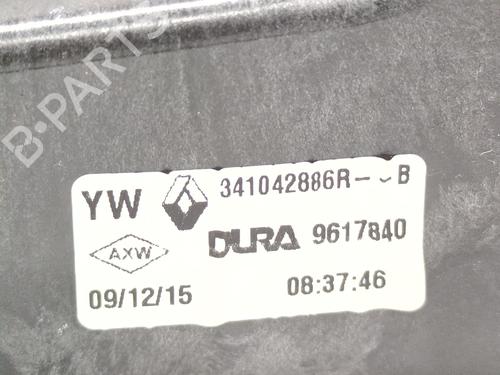 B-PARTS
YW 341042886R--B
DURA 9617840
AXW
09/12/15 08:37:46